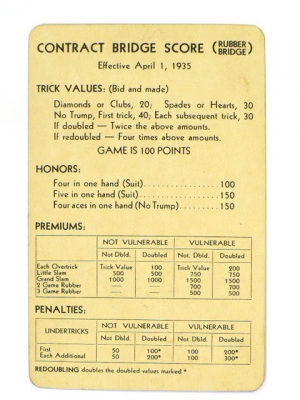 CONTRACT BRIDGE SCORE (RUBBER BRIDGE)
Effective April 1, 1935
TRICK VALUES: (Bid and made)
Diamonds or Clubs, 20; Spades or Hearts, 30
No Trump, First trick, 40; Each subsequent trick, 30
If doubled — Twice the above amounts.
If redoubled — Four times above amounts.
GAME IS 100 POINTS
HONORS:
Four in one hand (Suit)....................100
Five in one hand (Suit)....................150
Four aces in one hand (No Trump)...........150
PREMIUMS:
NOT VULNERABLE VULNERABLE
Not Dbld. Doubled Not Dbld. Doubled
Each Overtrick Trick Value 100 Trick Value 200
Little Slam 500 500 750 750
Grand Slam 1000 1000 1500 1500
2 Game Rubber — — 700 700
3 Game Rubber — — 500 500
PENALTIES:
UNDERTRICKS NOT VULNERABLE VULNERABLE
Not Dbld. Doubled Not Dbld. Doubled
First 50 100* 100 200*
Each Additional 50 200* 100 300*
REDOUBLING doubles the doubled values marked *